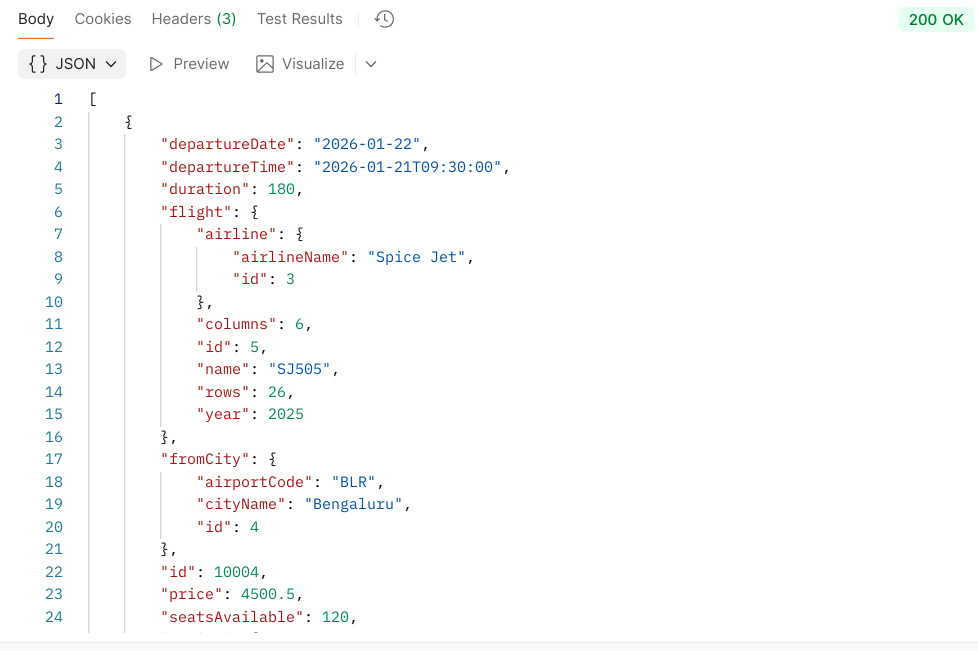 Body Cookies Headers (3) Test Results 200 OK
{} JSON Preview Visualize
1 [
2 {
3 "departureDate": "2026-01-22",
4 "departureTime": "2026-01-21T09:30:00",
5 "duration": 180,
6 "flight": {
7 "airline": {
8 "airlineName": "Spice Jet",
9 "id": 3
10 },
11 "columns": 6,
12 "id": 5,
13 "name": "SJ505",
14 "rows": 26,
15 "year": 2025
16 },
17 "fromCity": {
18 "airportCode": "BLR",
19 "cityName": "Bengaluru",
20 "id": 4
21 },
22 "id": 10004,
23 "price": 4500.5,
24 "seatsAvailable": 120,